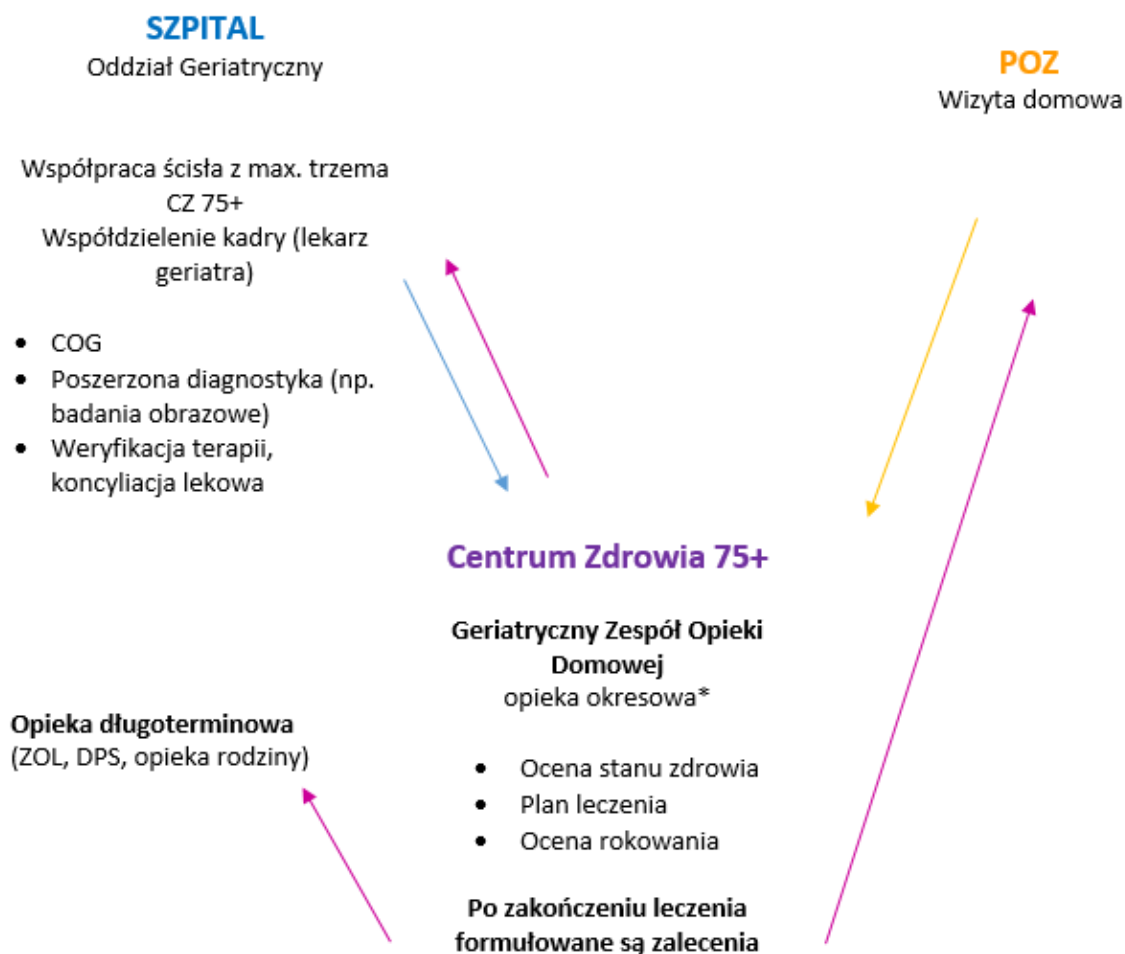 SZPITAL
Oddział Geriatryczny
Współpraca ścisła z max. trzema
CZ 75+
Współdzielenie kadry (lekarz
geriatra)
• COG
• Poszerzona diagnostyka (np.
badania obrazowe)
• Weryfikacja terapii,
koncyliacja lekowa
POZ
Wizyta domowa
Centrum Zdrowia 75+
Geriatryczny Zespół Opieki
Domowej
opieka okresowa*
• Ocena stanu zdrowia
• Plan leczenia
• Ocena rokowania
Po zakończeniu leczenia
formułowane są zalecenia
Opieka długoterminowa
(ZOL, DPS, opieka rodziny)